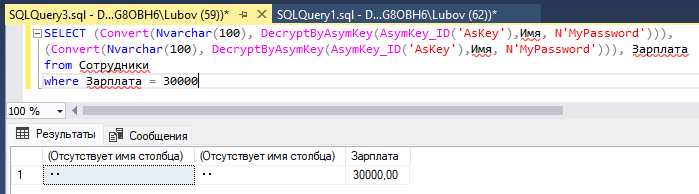 SQLQuery3.sql - D...G8OBH6\Lubov (59))* SQLQuery1.sql - D...G8OBH6\Lubov (62))*
SELECT (Convert(Nvarchar(100), DecryptByAsymKey(AsymKey_ID('AsKey'),Имя, N'MyPassword'))),
(Convert(Nvarchar(100), DecryptByAsymKey(AsymKey_ID('AsKey'),Имя, N'MyPassword'))), Зарплата
from Сотрудники
where Зарплата = 30000
100 %
Результаты Сообщения
(Отсутствует имя столбца) (Отсутствует имя столбца) Зарплата
1 ·· ·· 30000,00